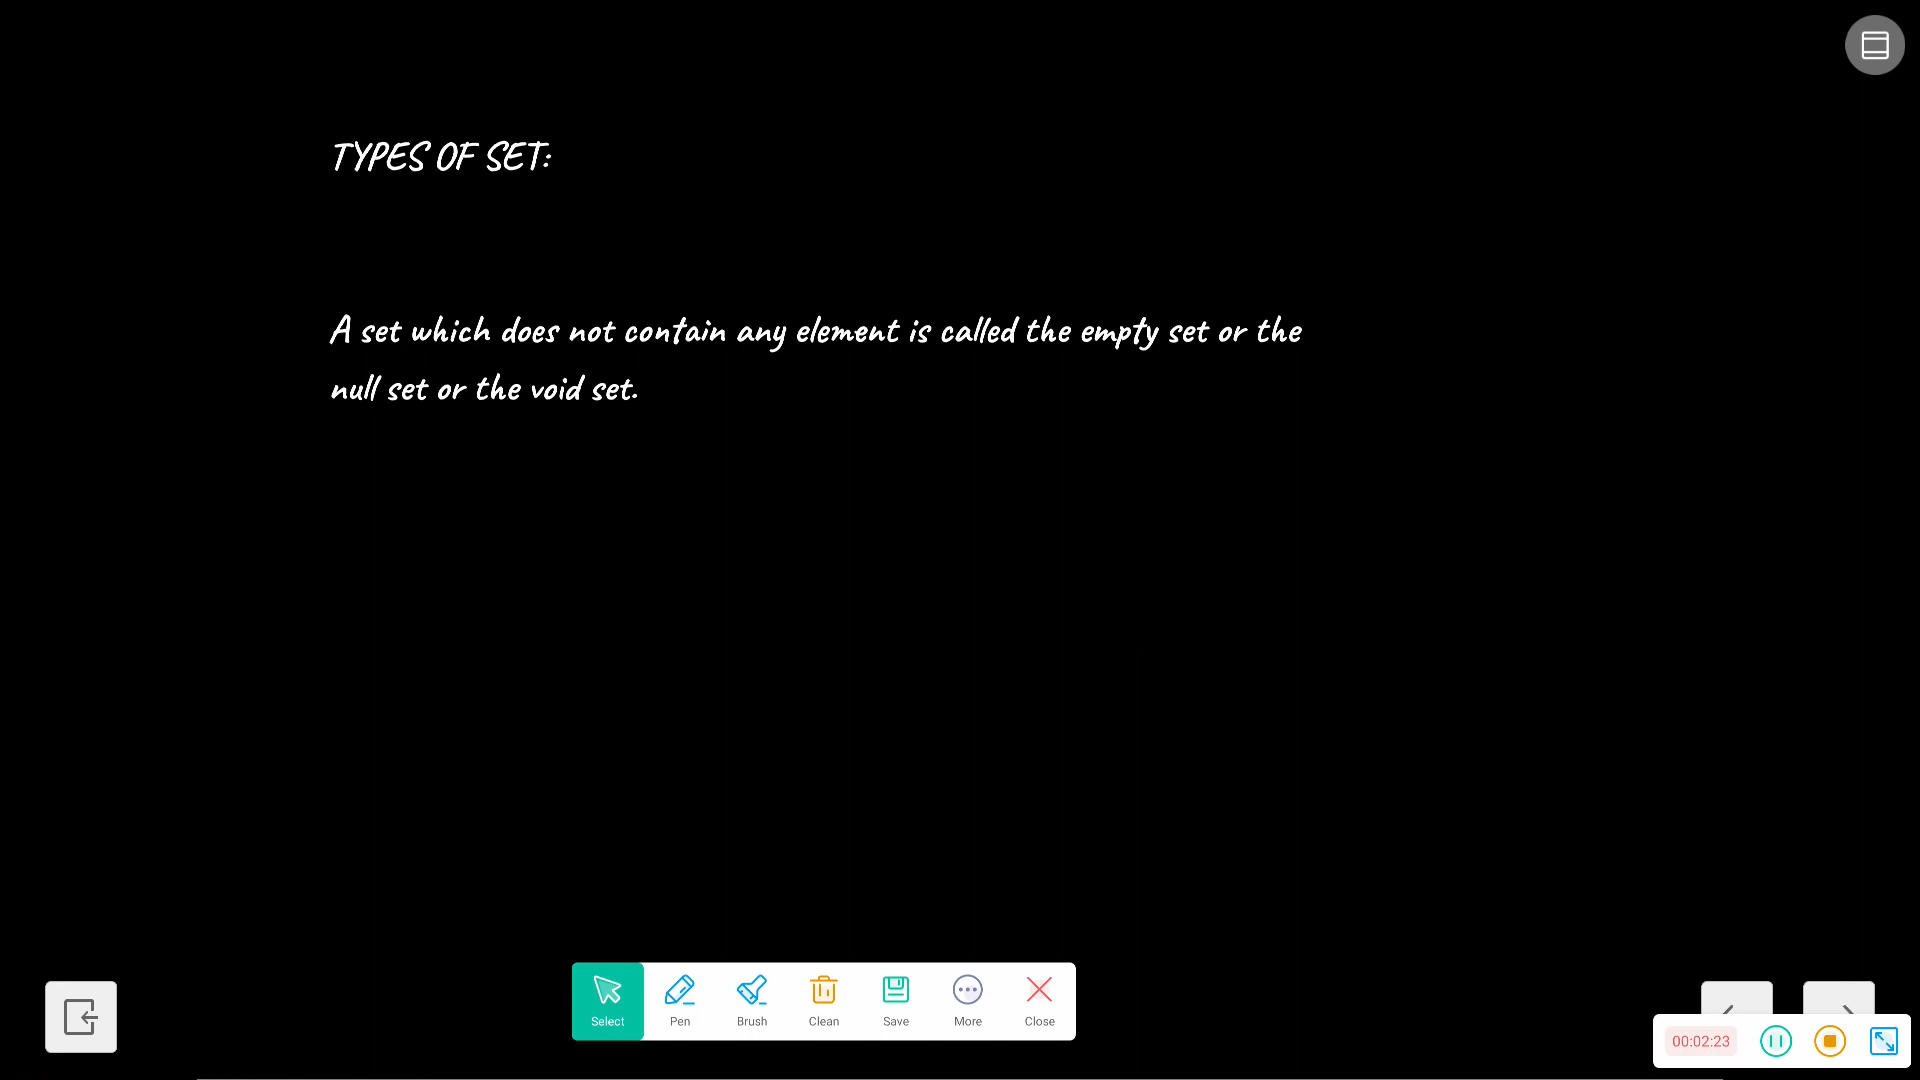 TYPES OF SET:
A set which does not contain any element is called the empty set or the
null set or the void set.
Select Pen Brush Clean Save More Close
00:02:23